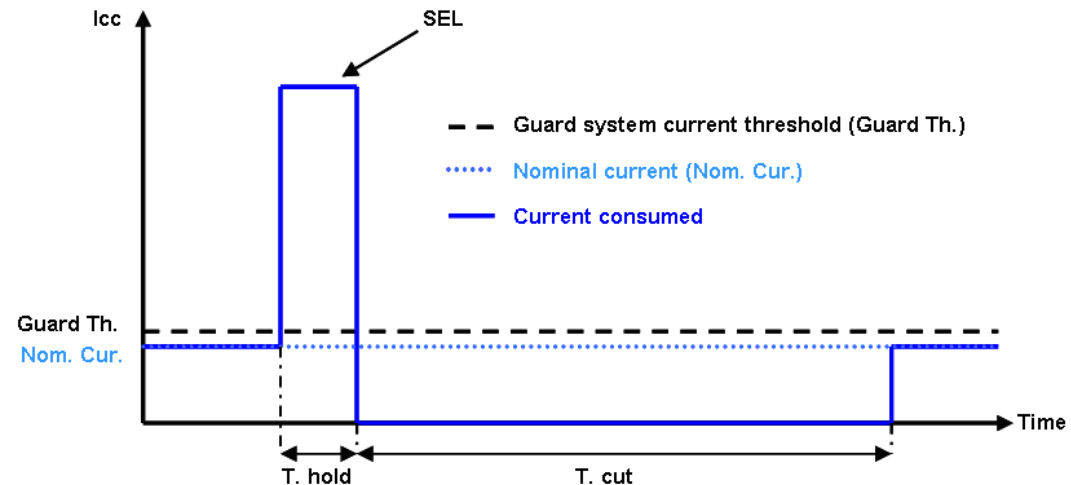 Icc
SEL
Guard system current threshold (Guard Th.)
Nominal current (Nom. Cur.)
Current consumed
Guard Th.
Nom. Cur.
Time
T. hold
T. cut